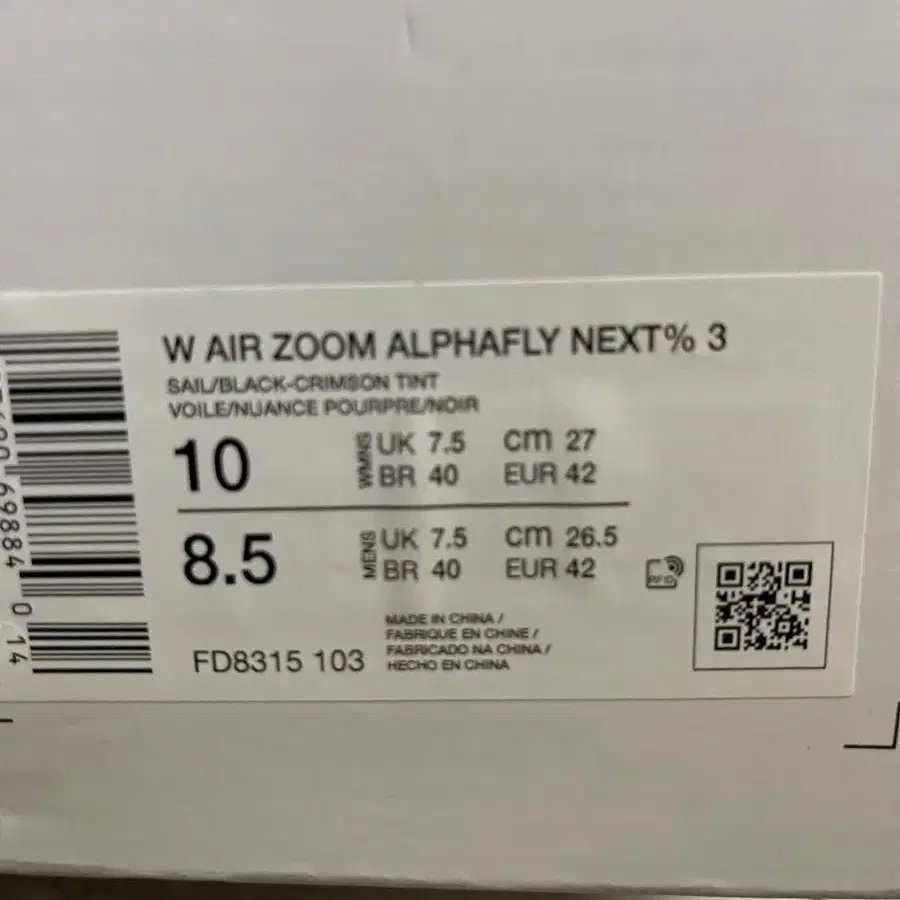 W AIR ZOOM ALPHAFLY NEXT% 3
SAIL/BLACK-CRIMSON TINT
VOILE/NUANCE POURPRE/NOIR
10
WMNS
UK 7.5 cm 27
BR 40 EUR 42
8.5
MENS
UK 7.5 cm 26.5
BR 40 EUR 42
RFID
FD8315 103
MADE IN CHINA /
FABRIQUE EN CHINE /
FABRICADO NA CHINA /
HECHO EN CHINA
69884 014